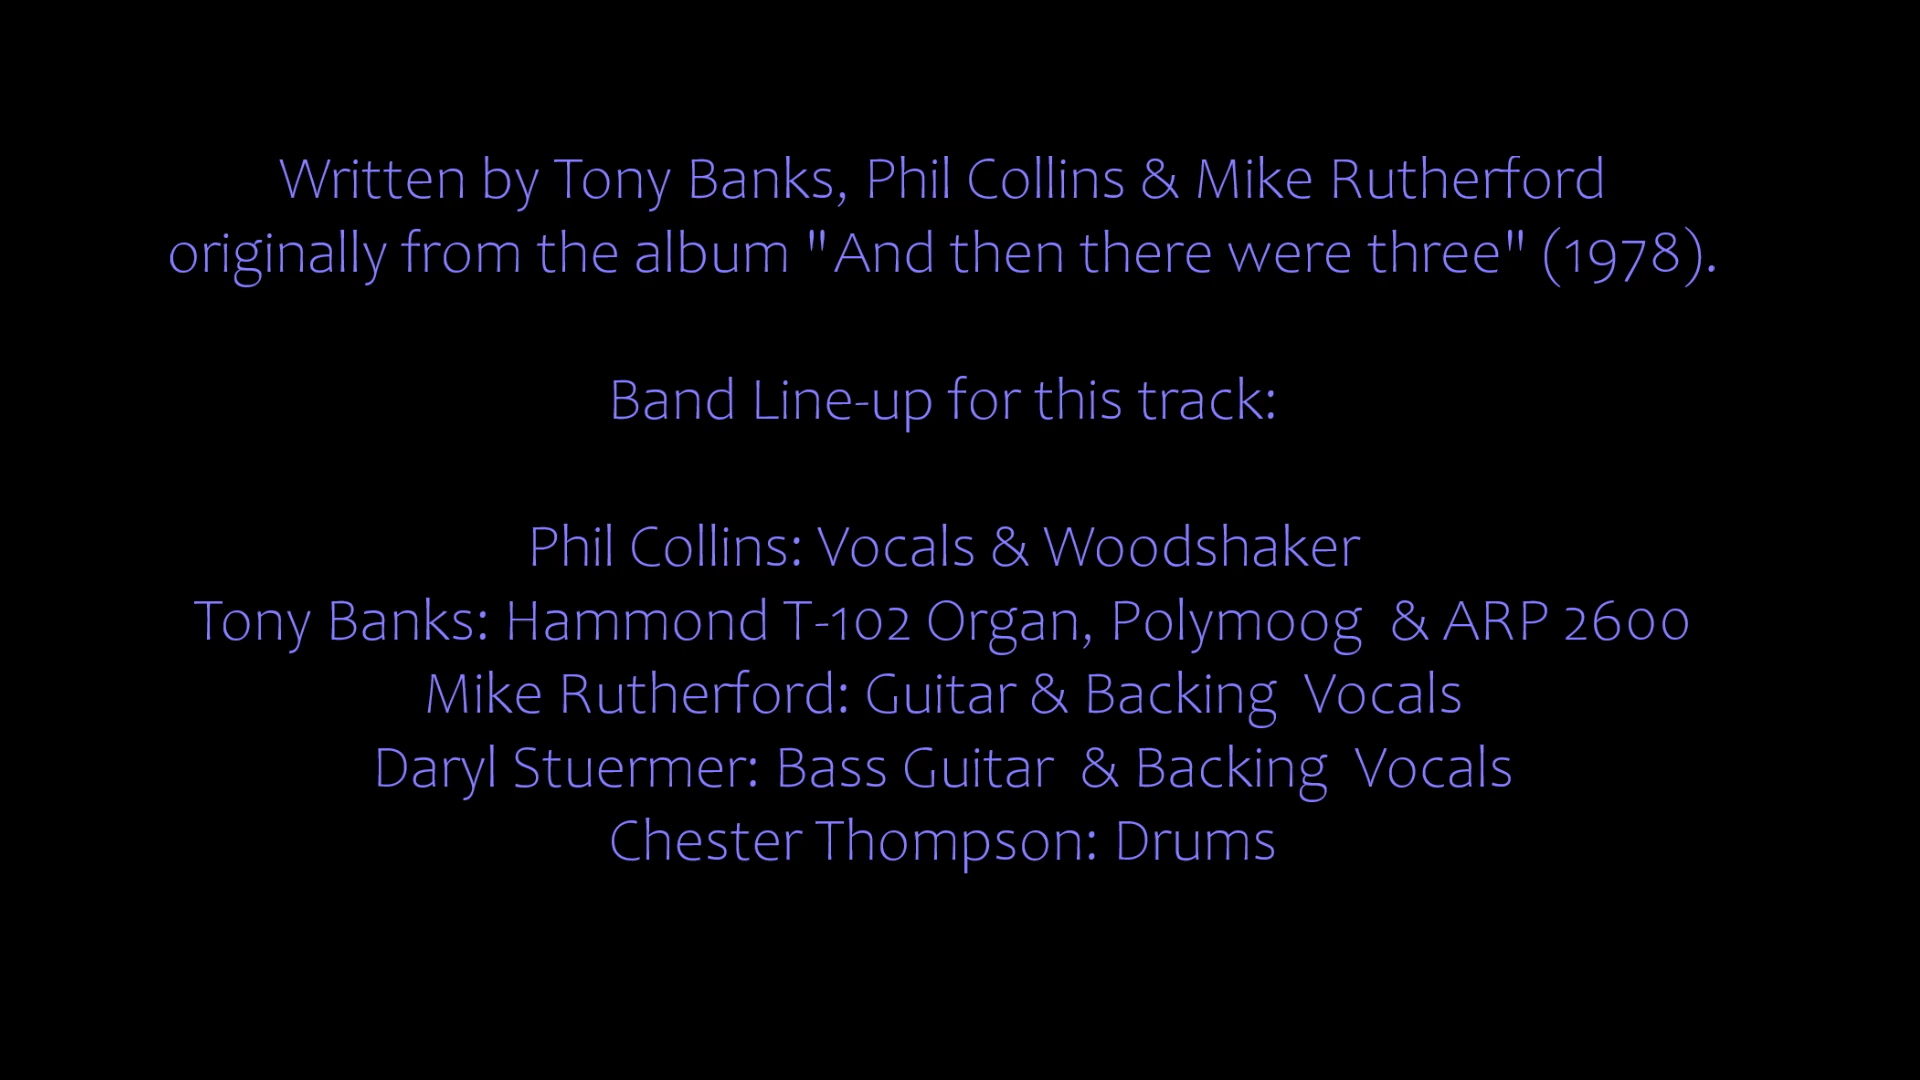 Written by Tony Banks, Phil Collins & Mike Rutherford
originally from the album "And then there were three" (1978).
Band Line-up for this track:
Phil Collins: Vocals & Woodshaker
Tony Banks: Hammond T-102 Organ, Polymoog & ARP 2600
Mike Rutherford: Guitar & Backing Vocals
Daryl Stuermer: Bass Guitar & Backing Vocals
Chester Thompson: Drums